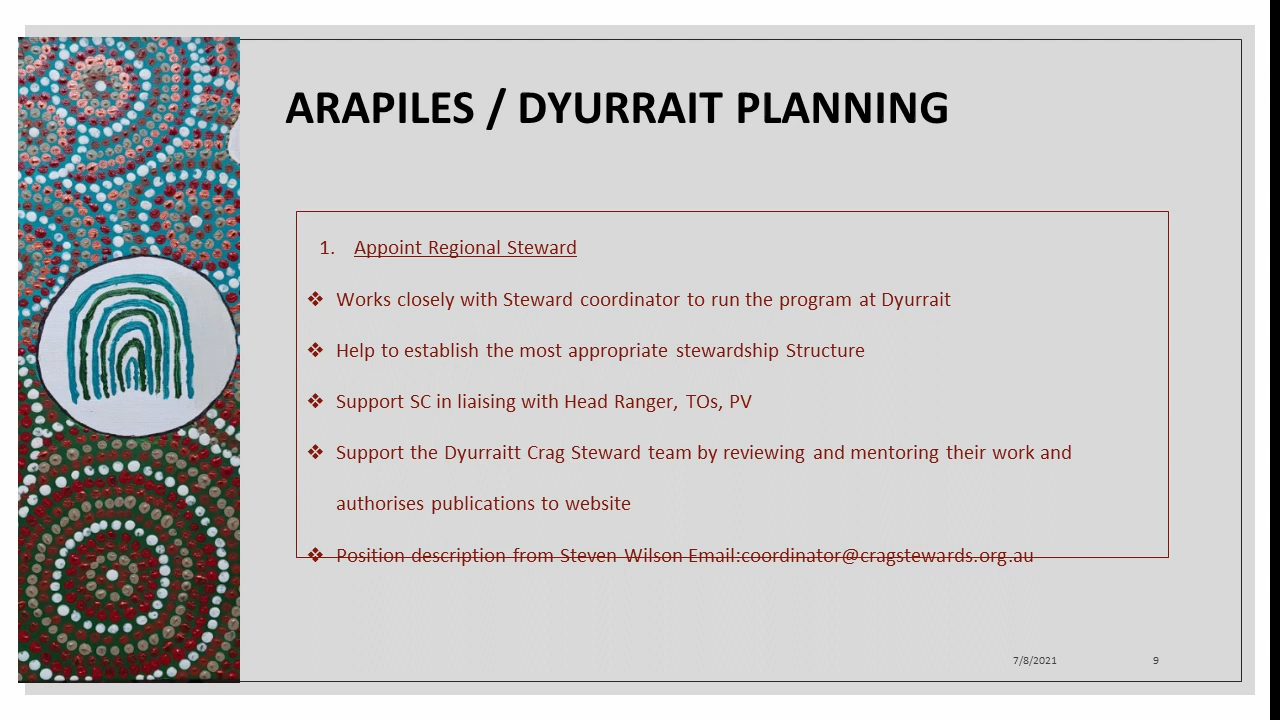 ARAPILES / DYURRAIT PLANNING
1. Appoint Regional Steward
❖ Works closely with Steward coordinator to run the program at Dyurrait
❖ Help to establish the most appropriate stewardship Structure
❖ Support SC in liaising with Head Ranger, TOs, PV
❖ Support the Dyurraitt Crag Steward team by reviewing and mentoring their work and
authorises publications to website
❖ Position description from Steven Wilson Email:coordinator@cragstewards.org.au
7/8/2021 9